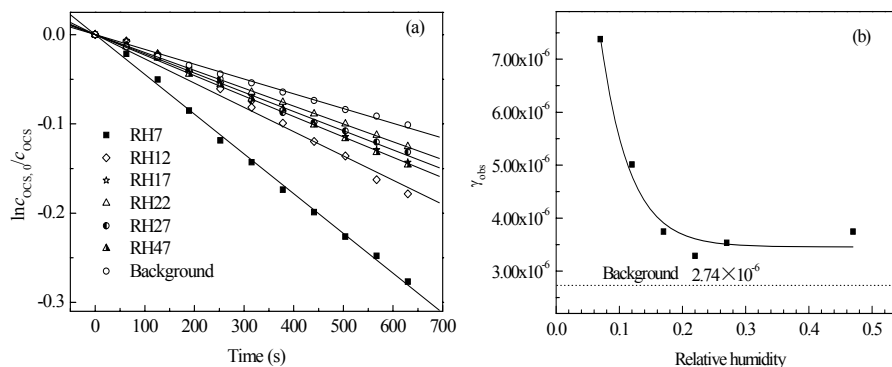 (a)
0.0
-0.1
-0.2
-0.3
ln c_OCS, 0/c_OCS
RH7
RH12
RH17
RH22
RH27
RH47
Background
0 100 200 300 400 500 600 700
Time (s)
(b)
7.00x10⁻⁶
6.00x10⁻⁶
5.00x10⁻⁶
4.00x10⁻⁶
3.00x10⁻⁶
γ_obs
Background 2.74×10⁻⁶
0.0 0.1 0.2 0.3 0.4 0.5
Relative humidity